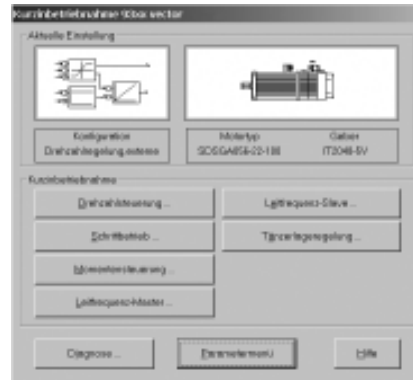 Kurzinbetriebnahme 93xx vector
Aktuelle Einstellung
Konfiguration
Drehzahlregelung, externe
Motortyp Geber
IT2048-5V
Kurzinbetriebnahme
Drehzahlsteuerung ...
Leitfrequenz-Slave ...
Schrittbetrieb ...
Tänzerlageregelung ...
Momentensteuerung ...
Leitfrequenz-Master ...
Diagnose ...
Parametermenü
Hilfe